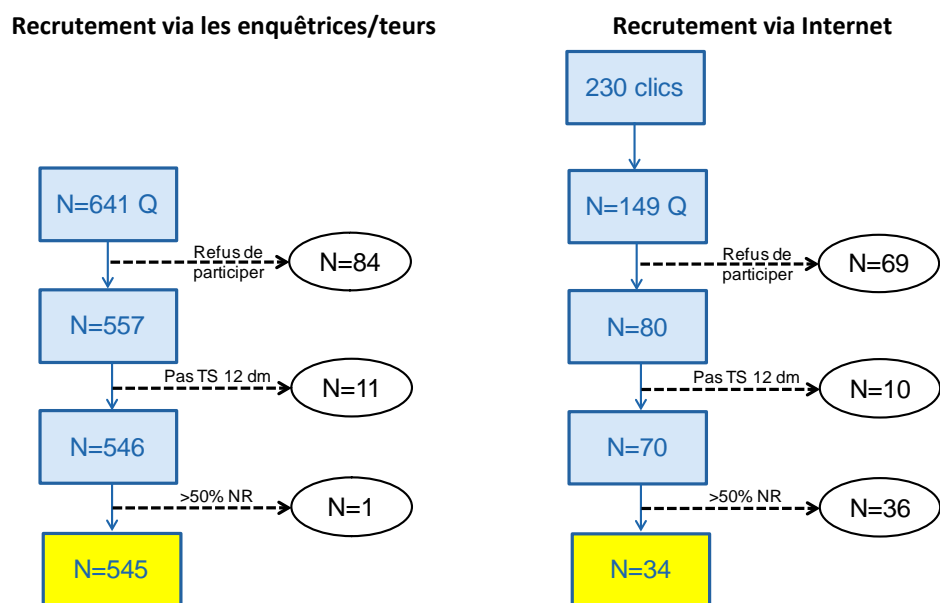 Recrutement via les enquêtrices/teurs
N=641 Q
Refus de
participer
N=84
N=557
Pas TS 12 dm
N=11
N=546
>50% NR
N=1
N=545
Recrutement via Internet
230 clics
N=149 Q
Refus de
participer
N=69
N=80
Pas TS 12 dm
N=10
N=70
>50% NR
N=36
N=34